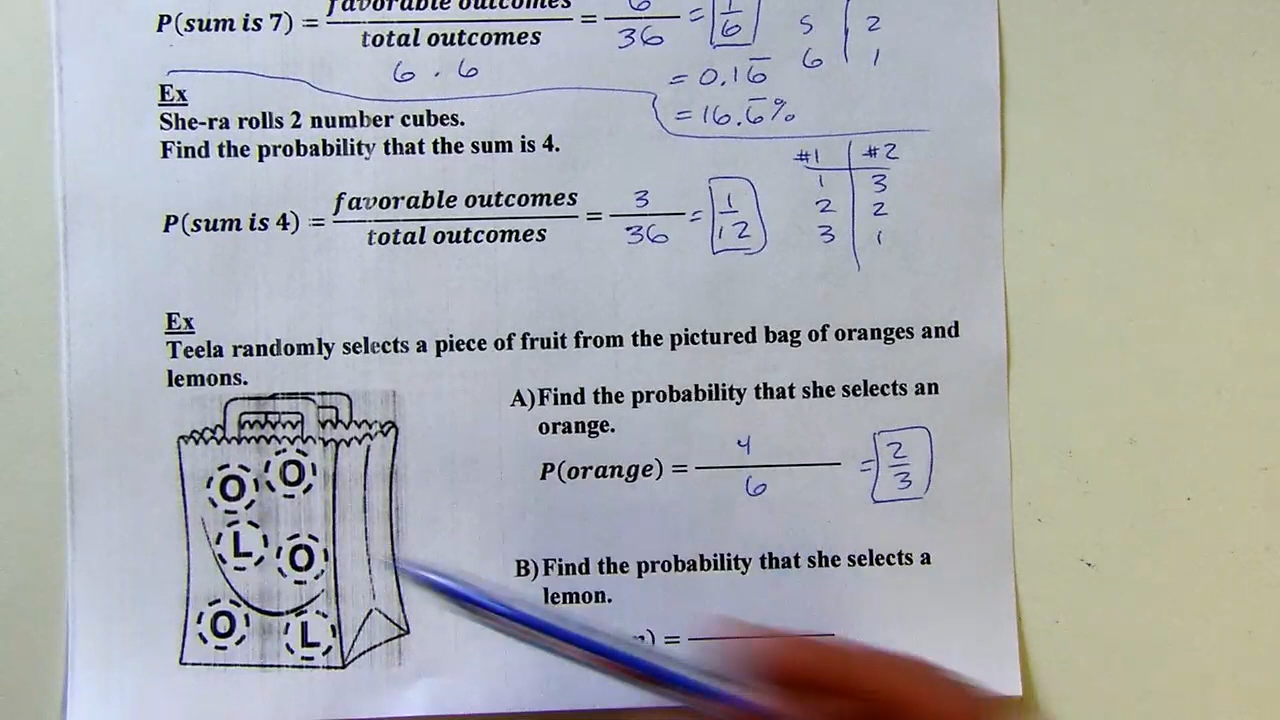 P(sum is 7) = favorable outcomes / total outcomes = 6/36 = 1/6
5 | 2
6 | 1
6 · 6
= 0.16̅
= 16.6̅%
Ex
She-ra rolls 2 number cubes.
Find the probability that the sum is 4.
#1 | #2
1 | 3
2 | 2
3 | 1
P(sum is 4) = favorable outcomes / total outcomes = 3/36 = 1/12
Ex
Teela randomly selects a piece of fruit from the pictured bag of oranges and
lemons.
O O
L O
O L
A) Find the probability that she selects an
orange.
P(orange) = 4/6 = 2/3
B) Find the probability that she selects a
lemon.
) =